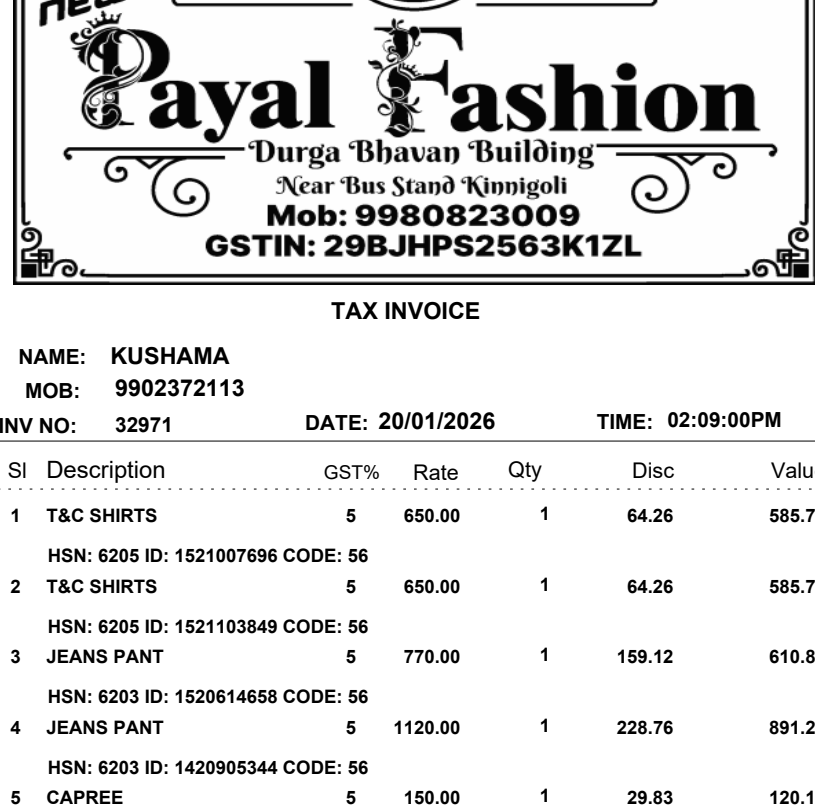 new
Payal Fashion
Durga Bhavan Building
Near Bus Stand Kinnigoli
Mob: 9980823009
GSTIN: 29BJHPS2563K1ZL
TAX INVOICE
NAME: KUSHAMA
MOB: 9902372113
INV NO: 32971 DATE: 20/01/2026 TIME: 02:09:00PM
Sl Description GST% Rate Qty Disc Valu
1 T&C SHIRTS 5 650.00 1 64.26 585.7
HSN: 6205 ID: 1521007696 CODE: 56
2 T&C SHIRTS 5 650.00 1 64.26 585.7
HSN: 6205 ID: 1521103849 CODE: 56
3 JEANS PANT 5 770.00 1 159.12 610.8
HSN: 6203 ID: 1520614658 CODE: 56
4 JEANS PANT 5 1120.00 1 228.76 891.2
HSN: 6203 ID: 1420905344 CODE: 56
5 CAPREE 5 150.00 1 29.83 120.1